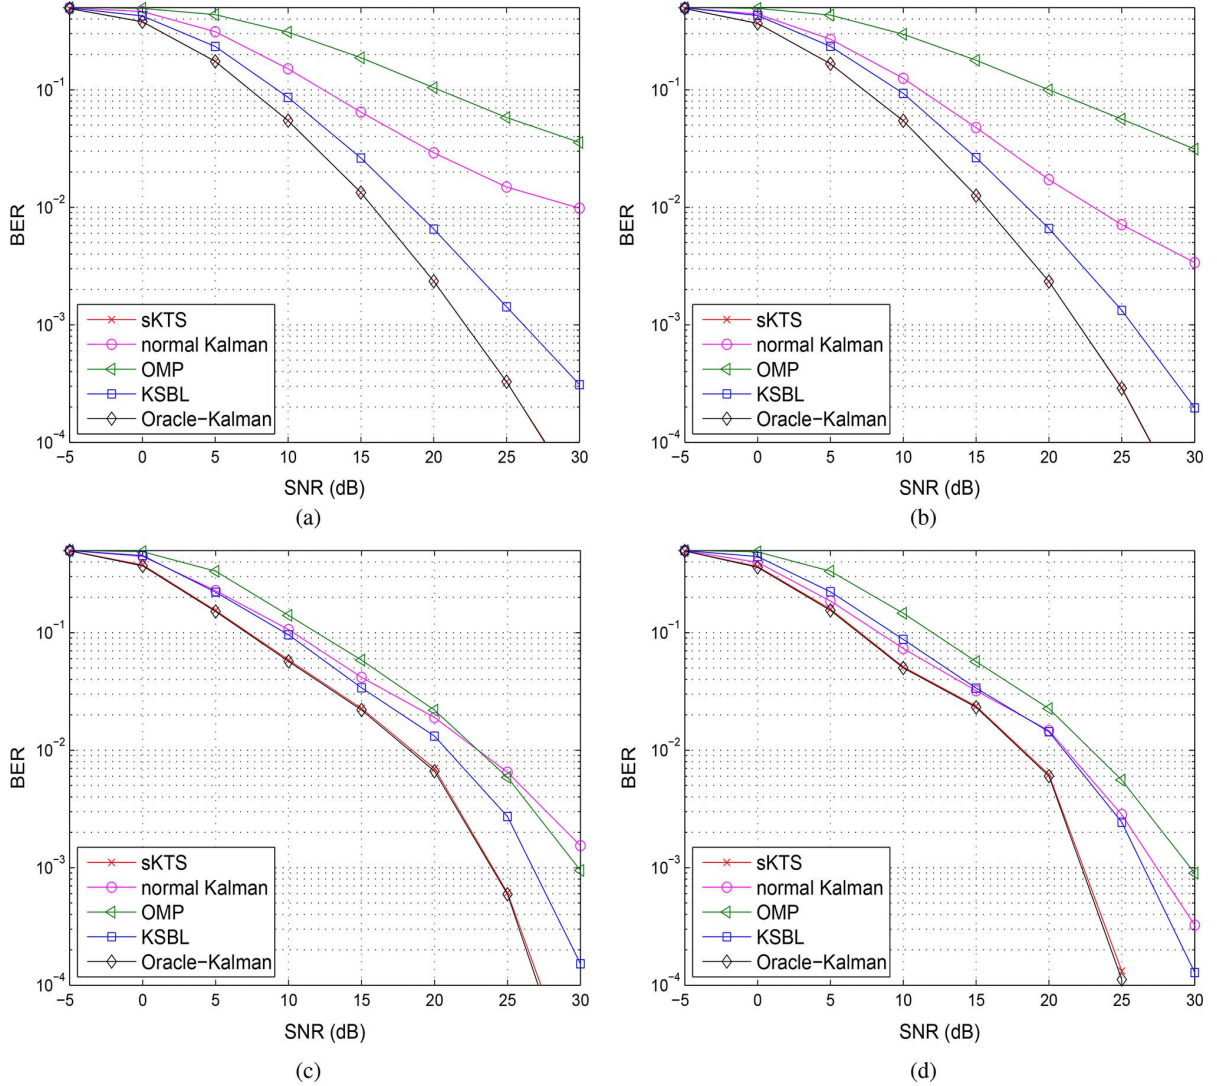 10⁻¹
10⁻²
10⁻³
10⁻⁴
BER
sKTS
normal Kalman
OMP
KSBL
Oracle−Kalman
−5 0 5 10 15 20 25 30
SNR (dB)
(a)
10⁻¹
10⁻²
10⁻³
10⁻⁴
BER
sKTS
normal Kalman
OMP
KSBL
Oracle−Kalman
−5 0 5 10 15 20 25 30
SNR (dB)
(b)
10⁻¹
10⁻²
10⁻³
10⁻⁴
BER
sKTS
normal Kalman
OMP
KSBL
Oracle−Kalman
−5 0 5 10 15 20 25 30
SNR (dB)
(c)
10⁻¹
10⁻²
10⁻³
10⁻⁴
BER
sKTS
normal Kalman
OMP
KSBL
Oracle−Kalman
−5 0 5 10 15 20 25 30
SNR (dB)
(d)